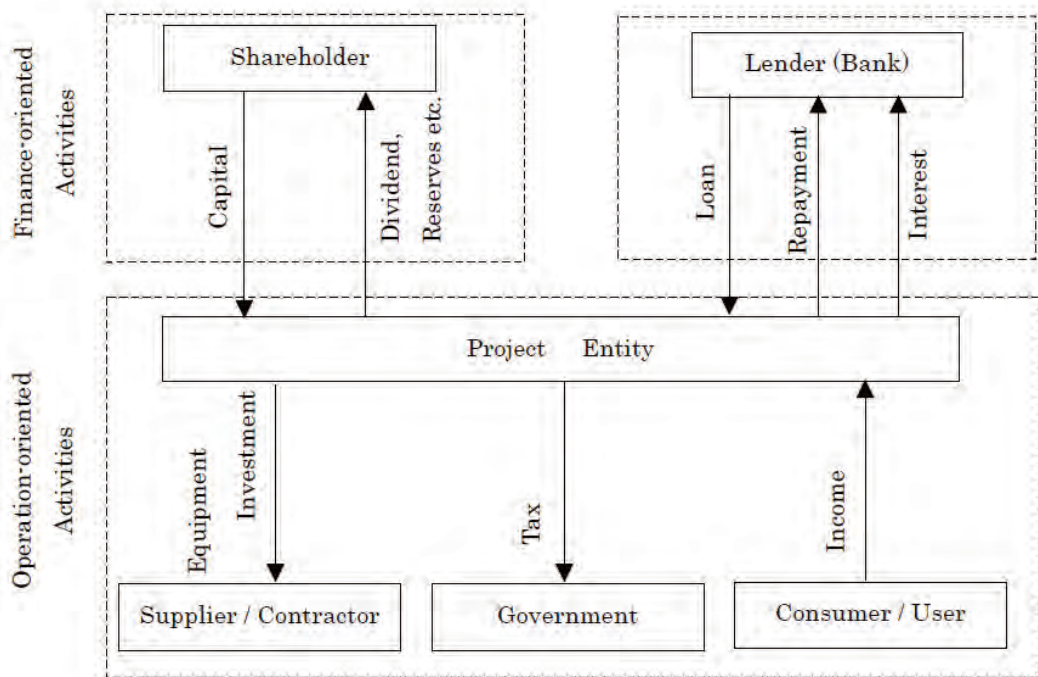 Finance-oriented
Activities
Shareholder
Lender (Bank)
Capital
Dividend,
Reserves etc.
Loan
Repayment
Interest
Operation-oriented
Activities
Project Entity
Equipment
Investment
Tax
Income
Supplier / Contractor
Government
Consumer / User